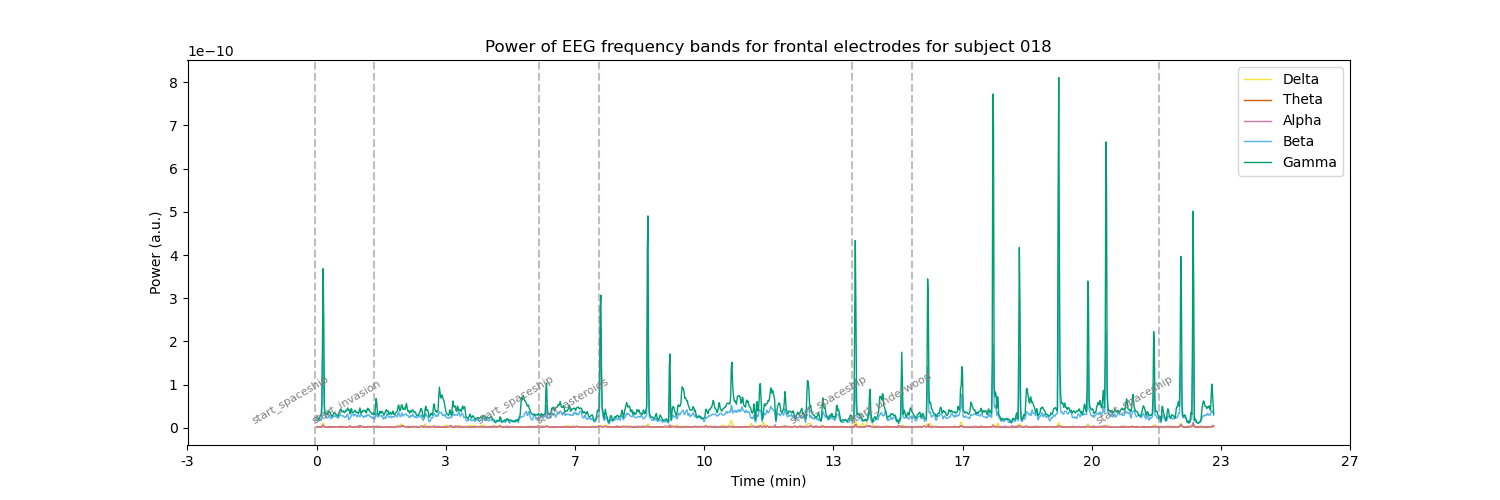 Power of EEG frequency bands for frontal electrodes for subject 018
1e−10
8
7
6
5
4
3
2
1
0
Power (a.u.)
Delta
Theta
Alpha
Beta
Gamma
start_spaceship
start_invasion
start_spaceship
start_asteroids
start_spaceship
start_underwood
start_spaceship
-3
0
3
7
10
13
17
20
23
27
Time (min)